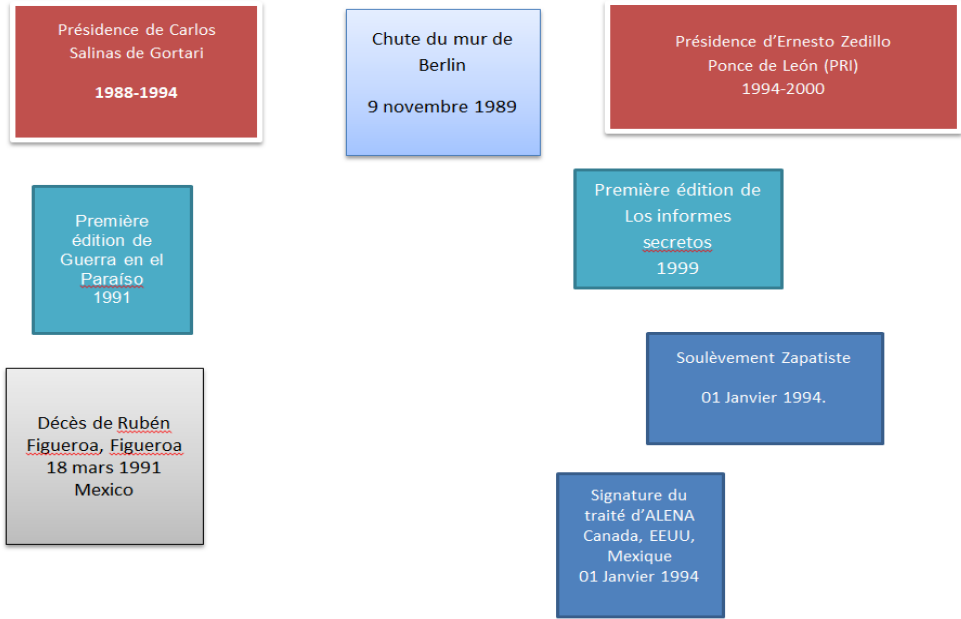 Présidence de Carlos
Salinas de Gortari
1988-1994
Chute du mur de
Berlin
9 novembre 1989
Présidence d’Ernesto Zedillo
Ponce de León (PRI)
1994-2000
Première
édition de
Guerra en el
Paraíso
1991
Première édition de
Los informes
secretos
1999
Soulèvement Zapatiste
01 Janvier 1994.
Décès de Rubén
Figueroa, Figueroa
18 mars 1991
Mexico
Signature du
traité d’ALENA
Canada, EEUU,
Mexique
01 Janvier 1994